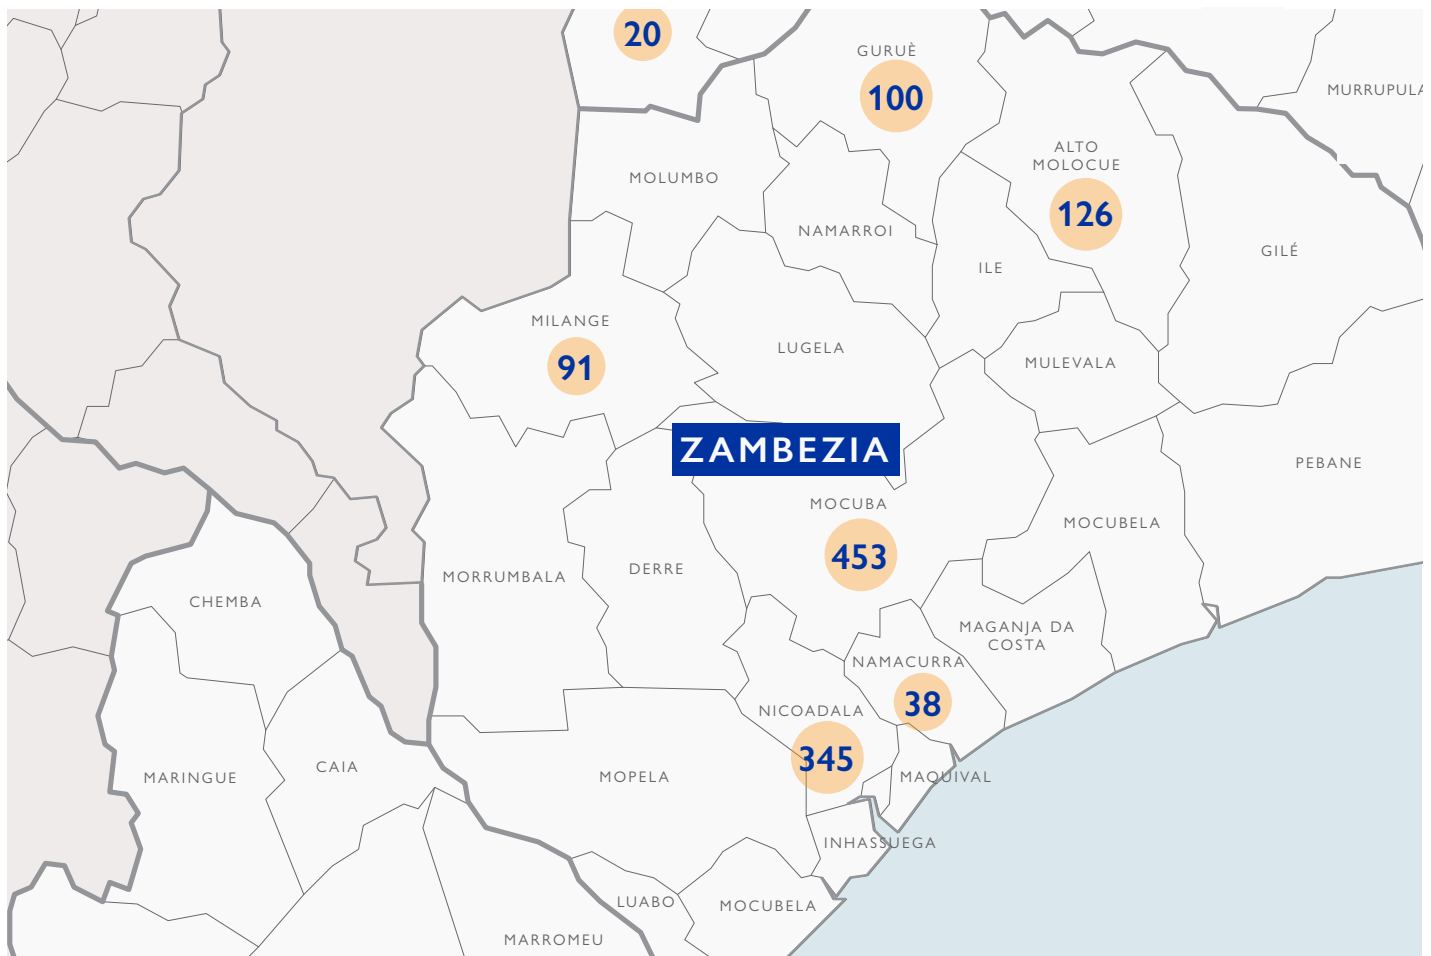 20
GURUÈ
100
MURRUPULA
ALTO
MOLOCUE
126
MOLUMBO
NAMARROI
ILE
GILÉ
MILANGE
91
LUGELA
MULEVALA
ZAMBEZIA
PEBANE
MOCUBA
453
MOCUBELA
MORRUMBALA
DERRE
CHEMBA
MAGANJA DA
COSTA
NAMACURRA
38
NICOADALA
345
MARINGUE
CAIA
MOPELA
MAQUIVAL
INHASSUEGA
LUABO
MOCUBELA
MARROMEU